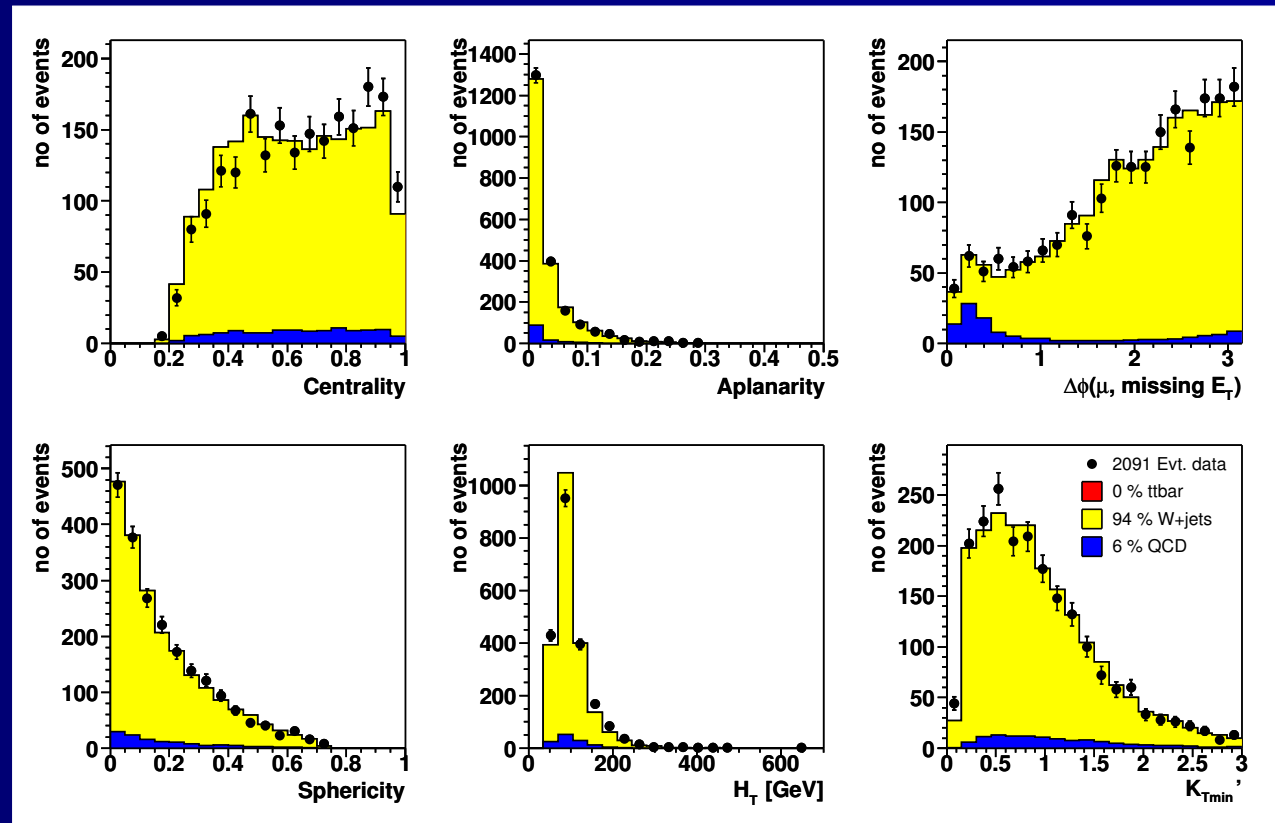 no of events
200
150
100
50
0
0 0.2 0.4 0.6 0.8 1
Centrality
no of events
1400
1200
1000
800
600
400
200
0
0 0.1 0.2 0.3 0.4 0.5
Aplanarity
no of events
200
150
100
50
0
0 1 2 3
Δϕ(μ, missing E_T)
no of events
500
400
300
200
100
0
0 0.2 0.4 0.6 0.8 1
Sphericity
no of events
1000
800
600
400
200
0
0 200 400 600
H_T [GeV]
no of events
250
200
150
100
50
0
0 0.5 1 1.5 2 2.5 3
K_Tmin'
2091 Evt. data
0 % ttbar
94 % W+jets
6 % QCD